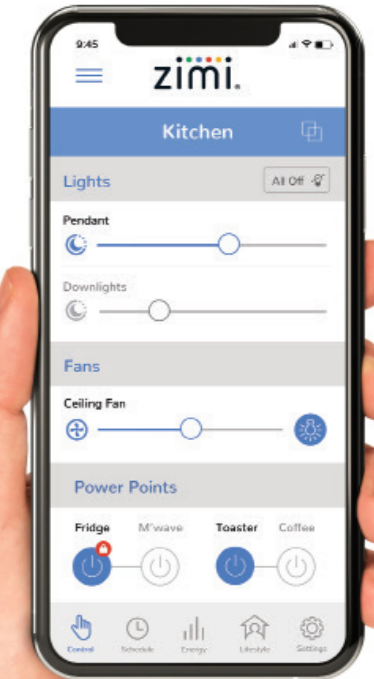 9:45
zimi.
Kitchen
Lights
All Off
Pendant
Downlights
Fans
Ceiling Fan
Power Points
Fridge M'wave Toaster Coffee
Control Schedule Energy Lifestyle Settings